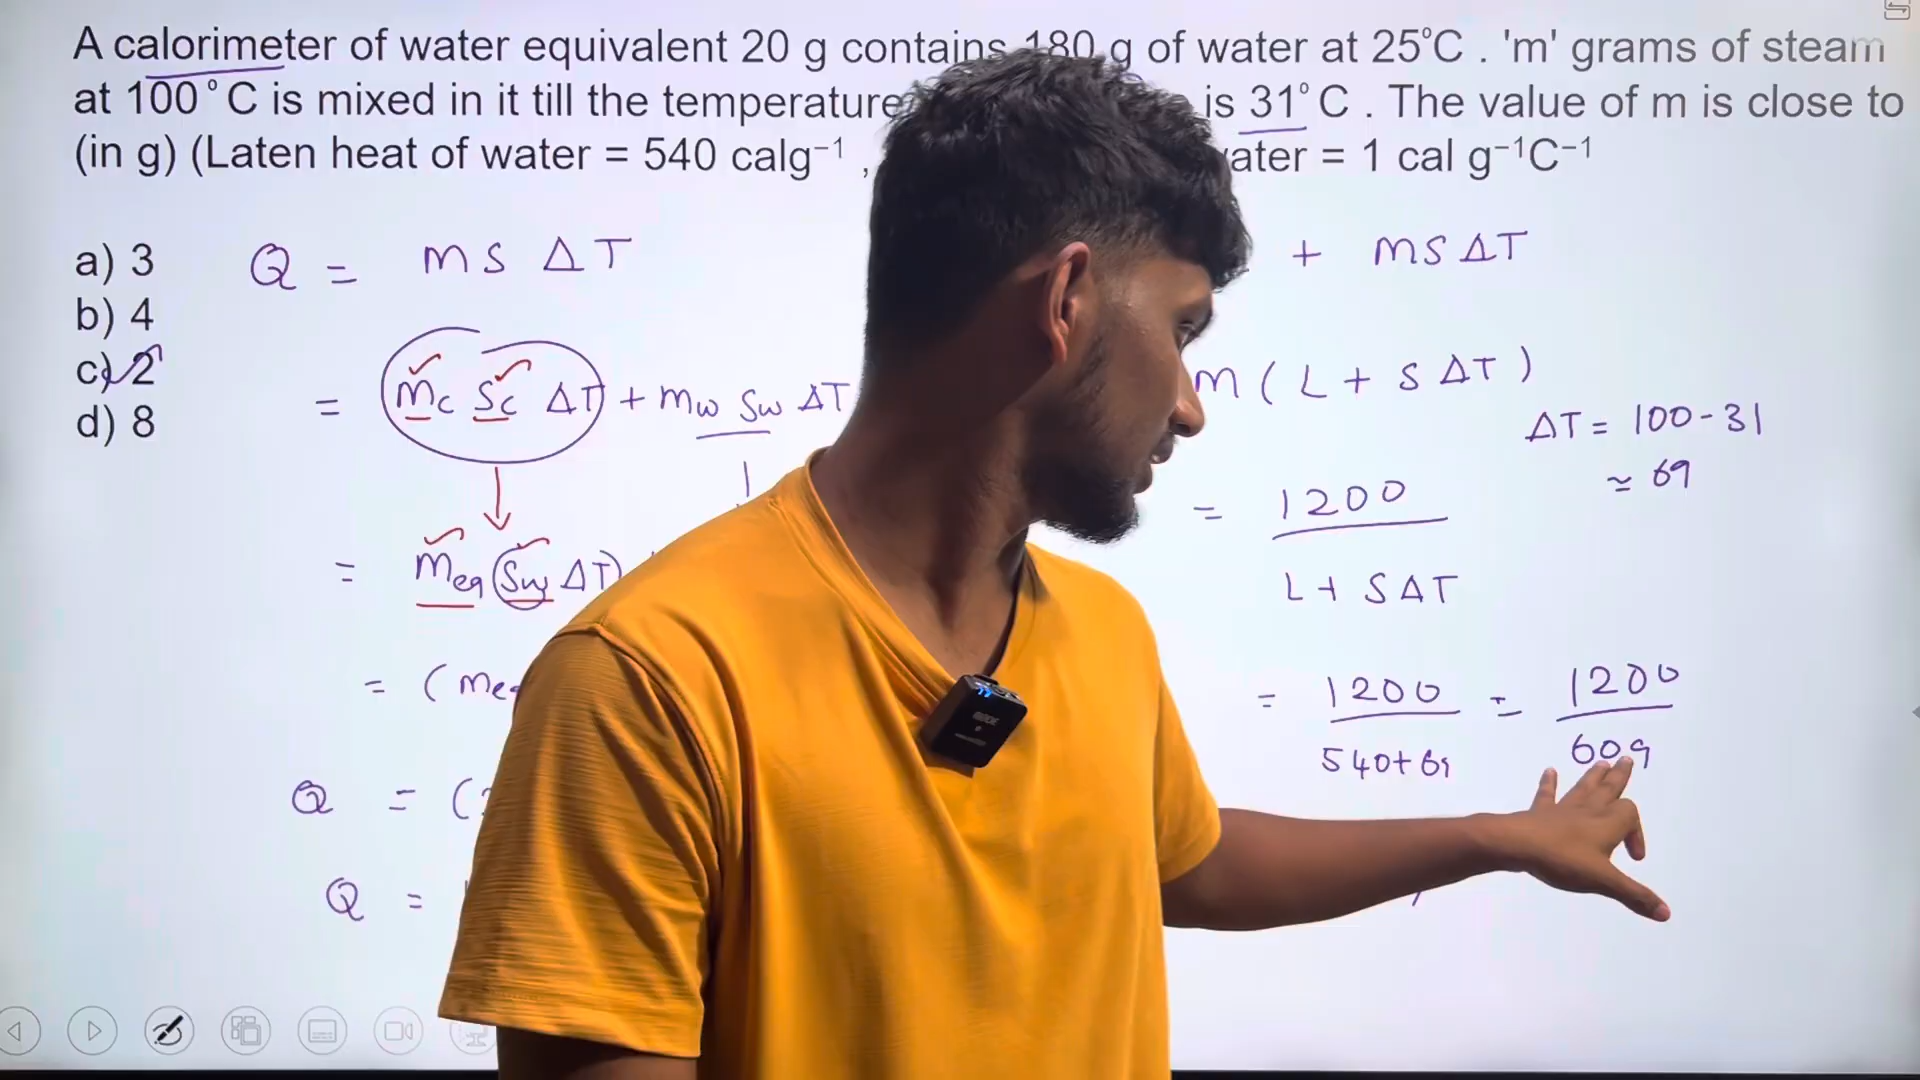 A calorimeter of water equivalent 20 g contains 180 g of water at 25°C . 'm' grams of steam
at 100°C is mixed in it till the temperature is 31°C . The value of m is close to
(in g) (Laten heat of water = 540 calg⁻¹ , water = 1 cal g⁻¹C⁻¹
a) 3
b) 4
c) 2
d) 8
Q = m s ΔT
= mc sc ΔT + mw sw ΔT
= meq sw ΔT
= (me
Q = (
Q =
+ m s ΔT
m ( L + s ΔT )
ΔT = 100 - 31
≃ 69
= 1200
L + S ΔT
= 1200 = 1200
540 + 69 609